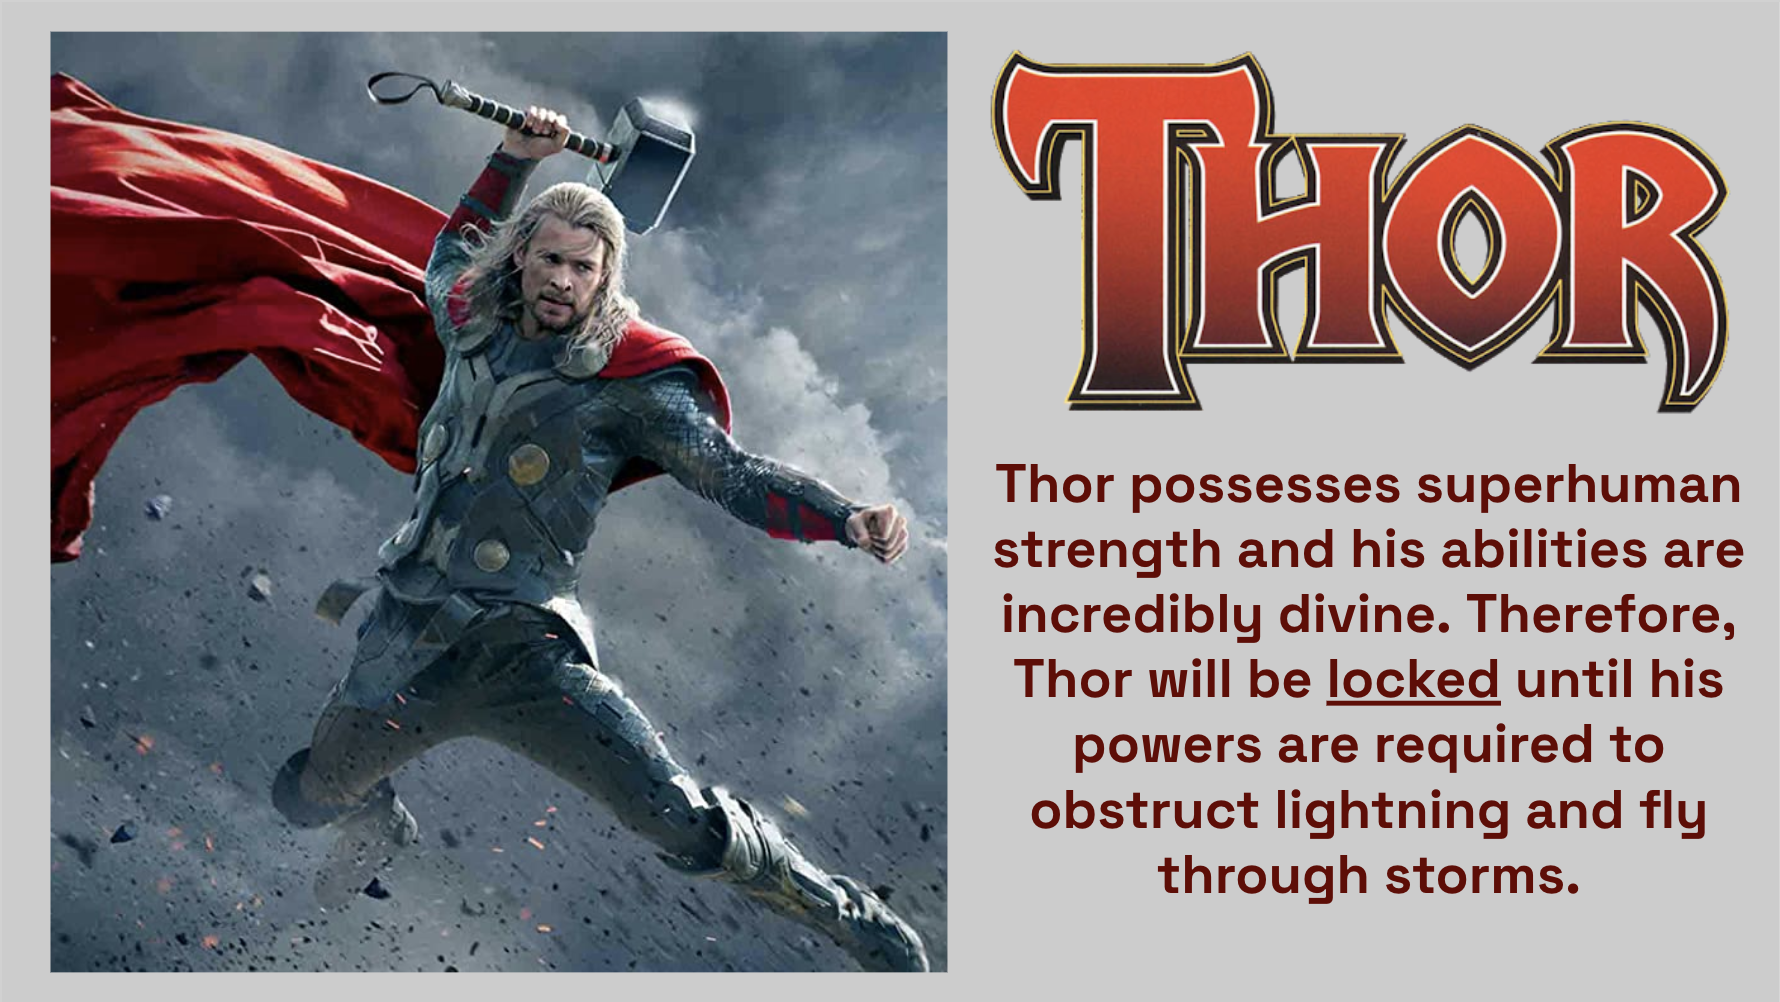 THOR
Thor possesses superhuman
strength and his abilities are
incredibly divine. Therefore,
Thor will be locked until his
powers are required to
obstruct lightning and fly
through storms.